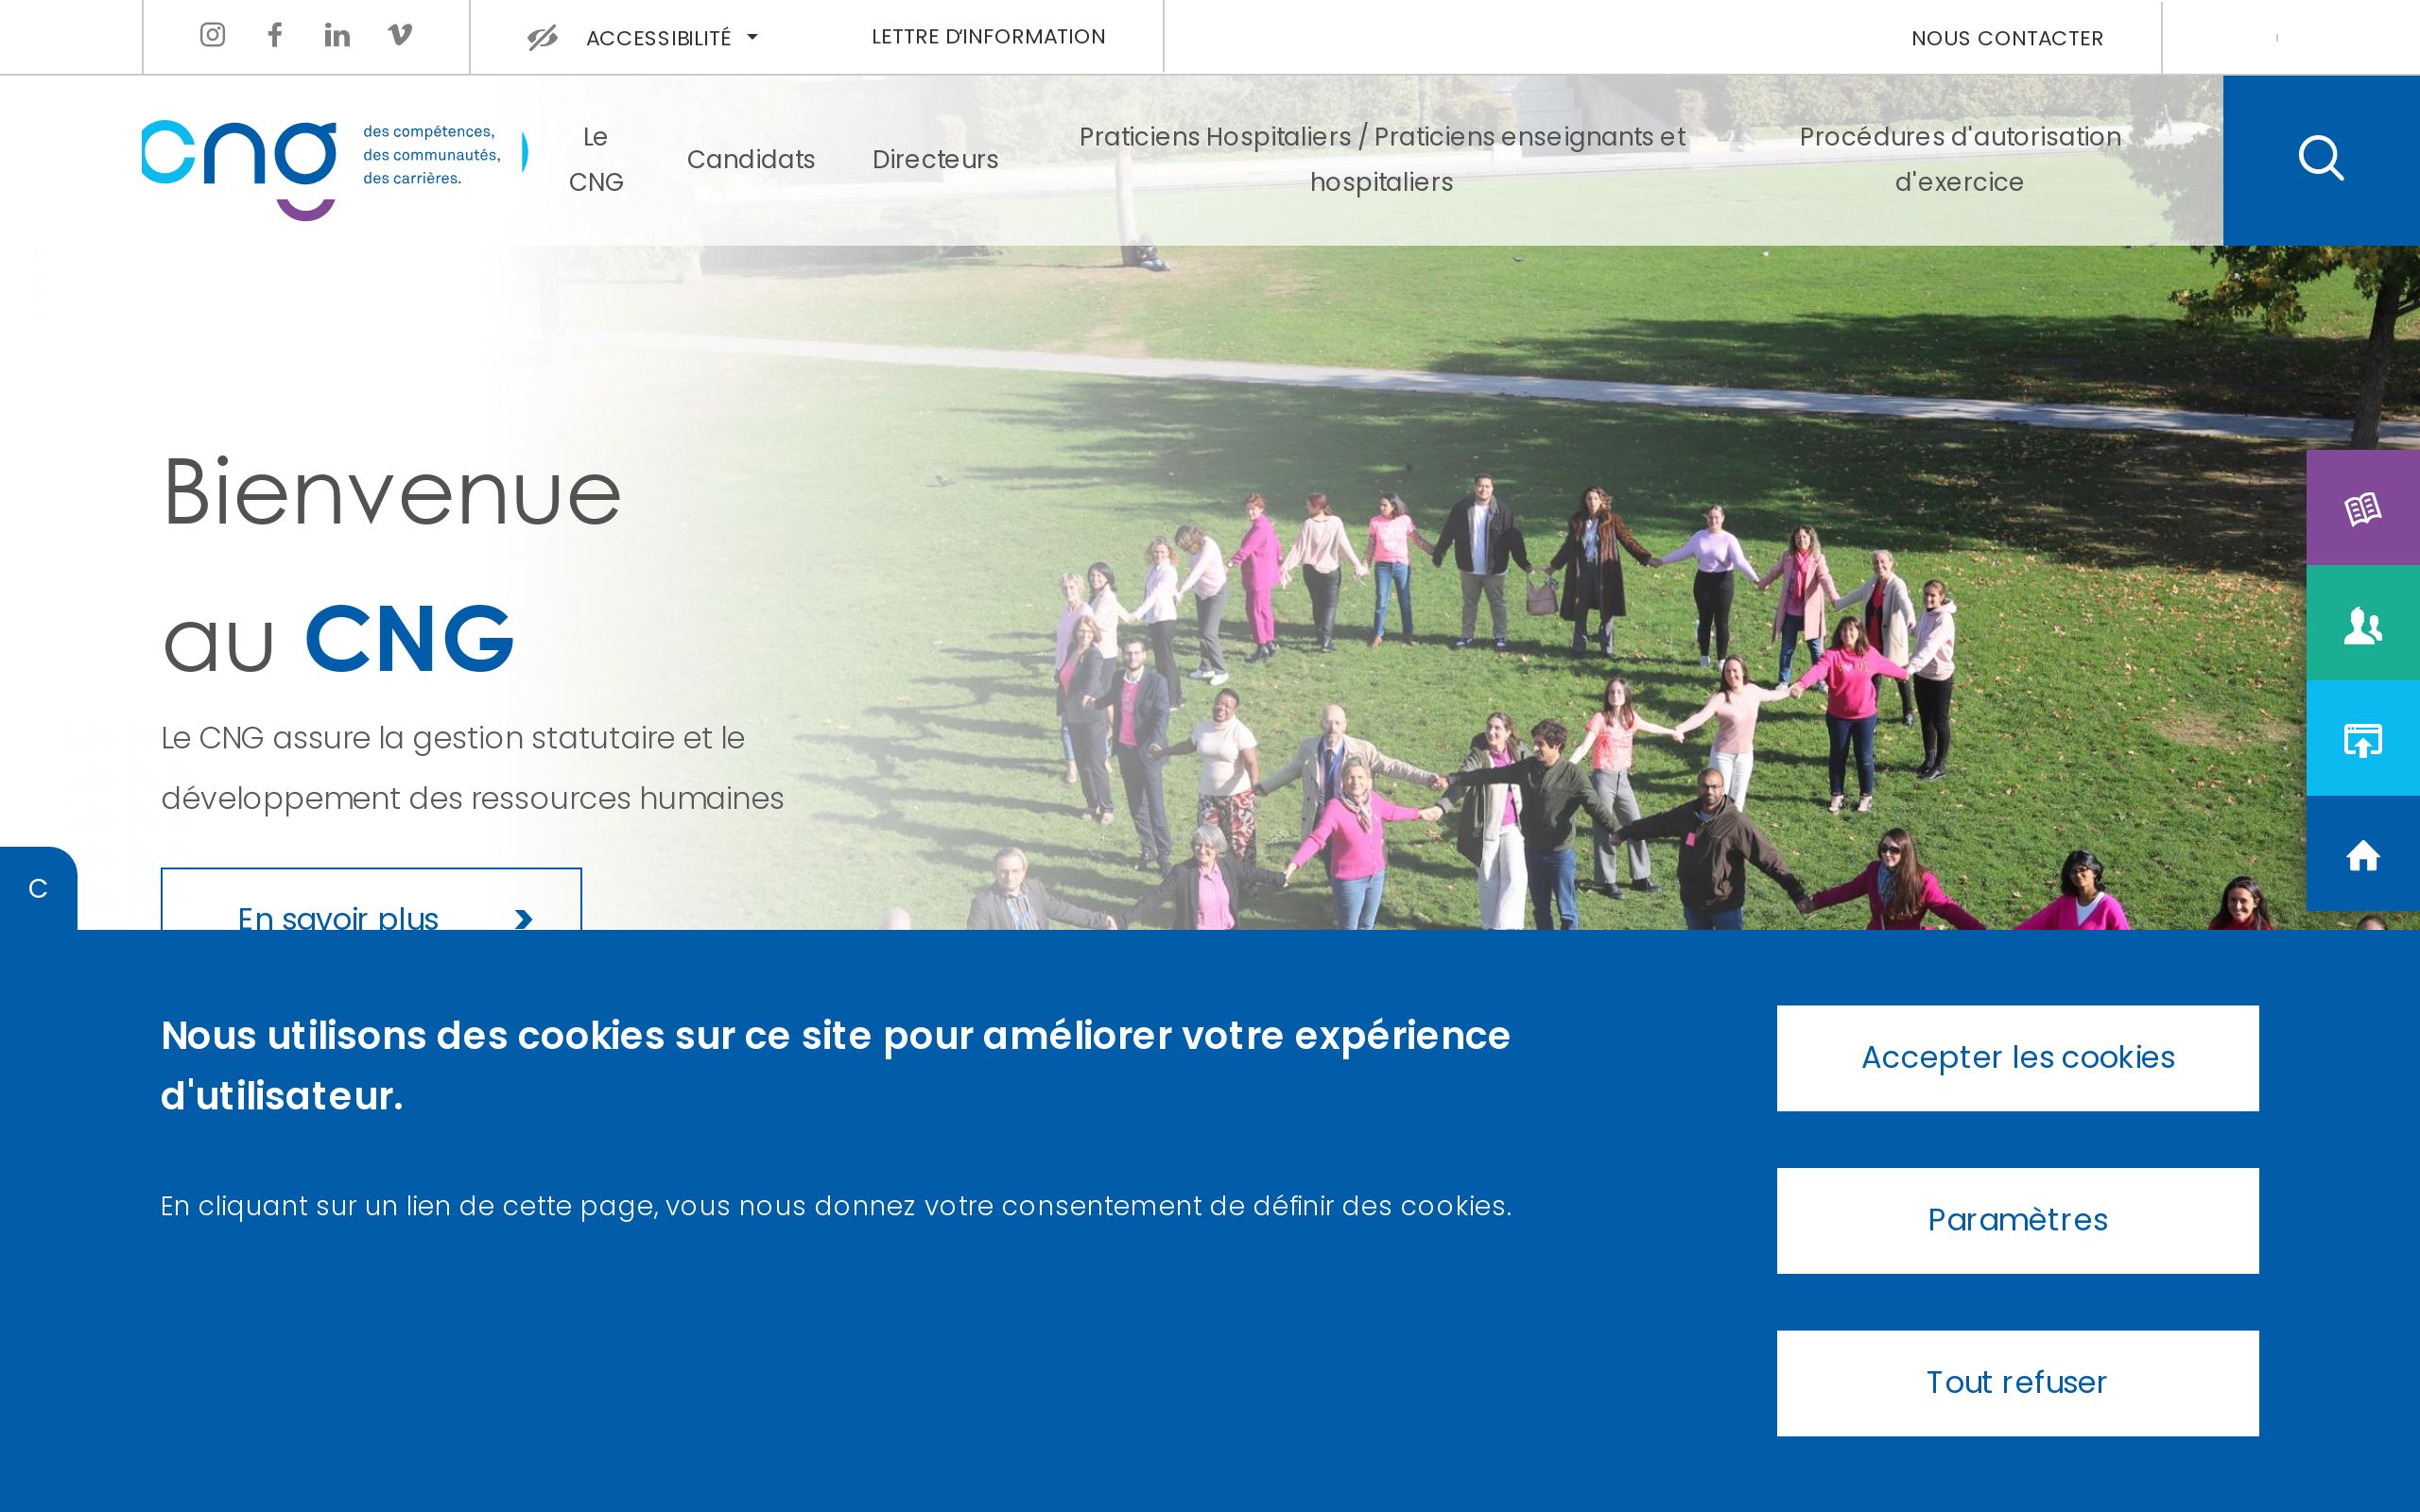 ACCESSIBILITÉ
LETTRE D'INFORMATION
NOUS CONTACTER
cng
des compétences,
des communautés,
des carrières.
Le
CNG
Candidats
Directeurs
Praticiens Hospitaliers / Praticiens enseignants et
hospitaliers
Procédures d'autorisation
d'exercice
Bienvenue
au CNG
Le CNG assure la gestion statutaire et le
développement des ressources humaines
C
En savoir plus
Nous utilisons des cookies sur ce site pour améliorer votre expérience
d'utilisateur.
En cliquant sur un lien de cette page, vous nous donnez votre consentement de définir des cookies.
Accepter les cookies
Paramètres
Tout refuser